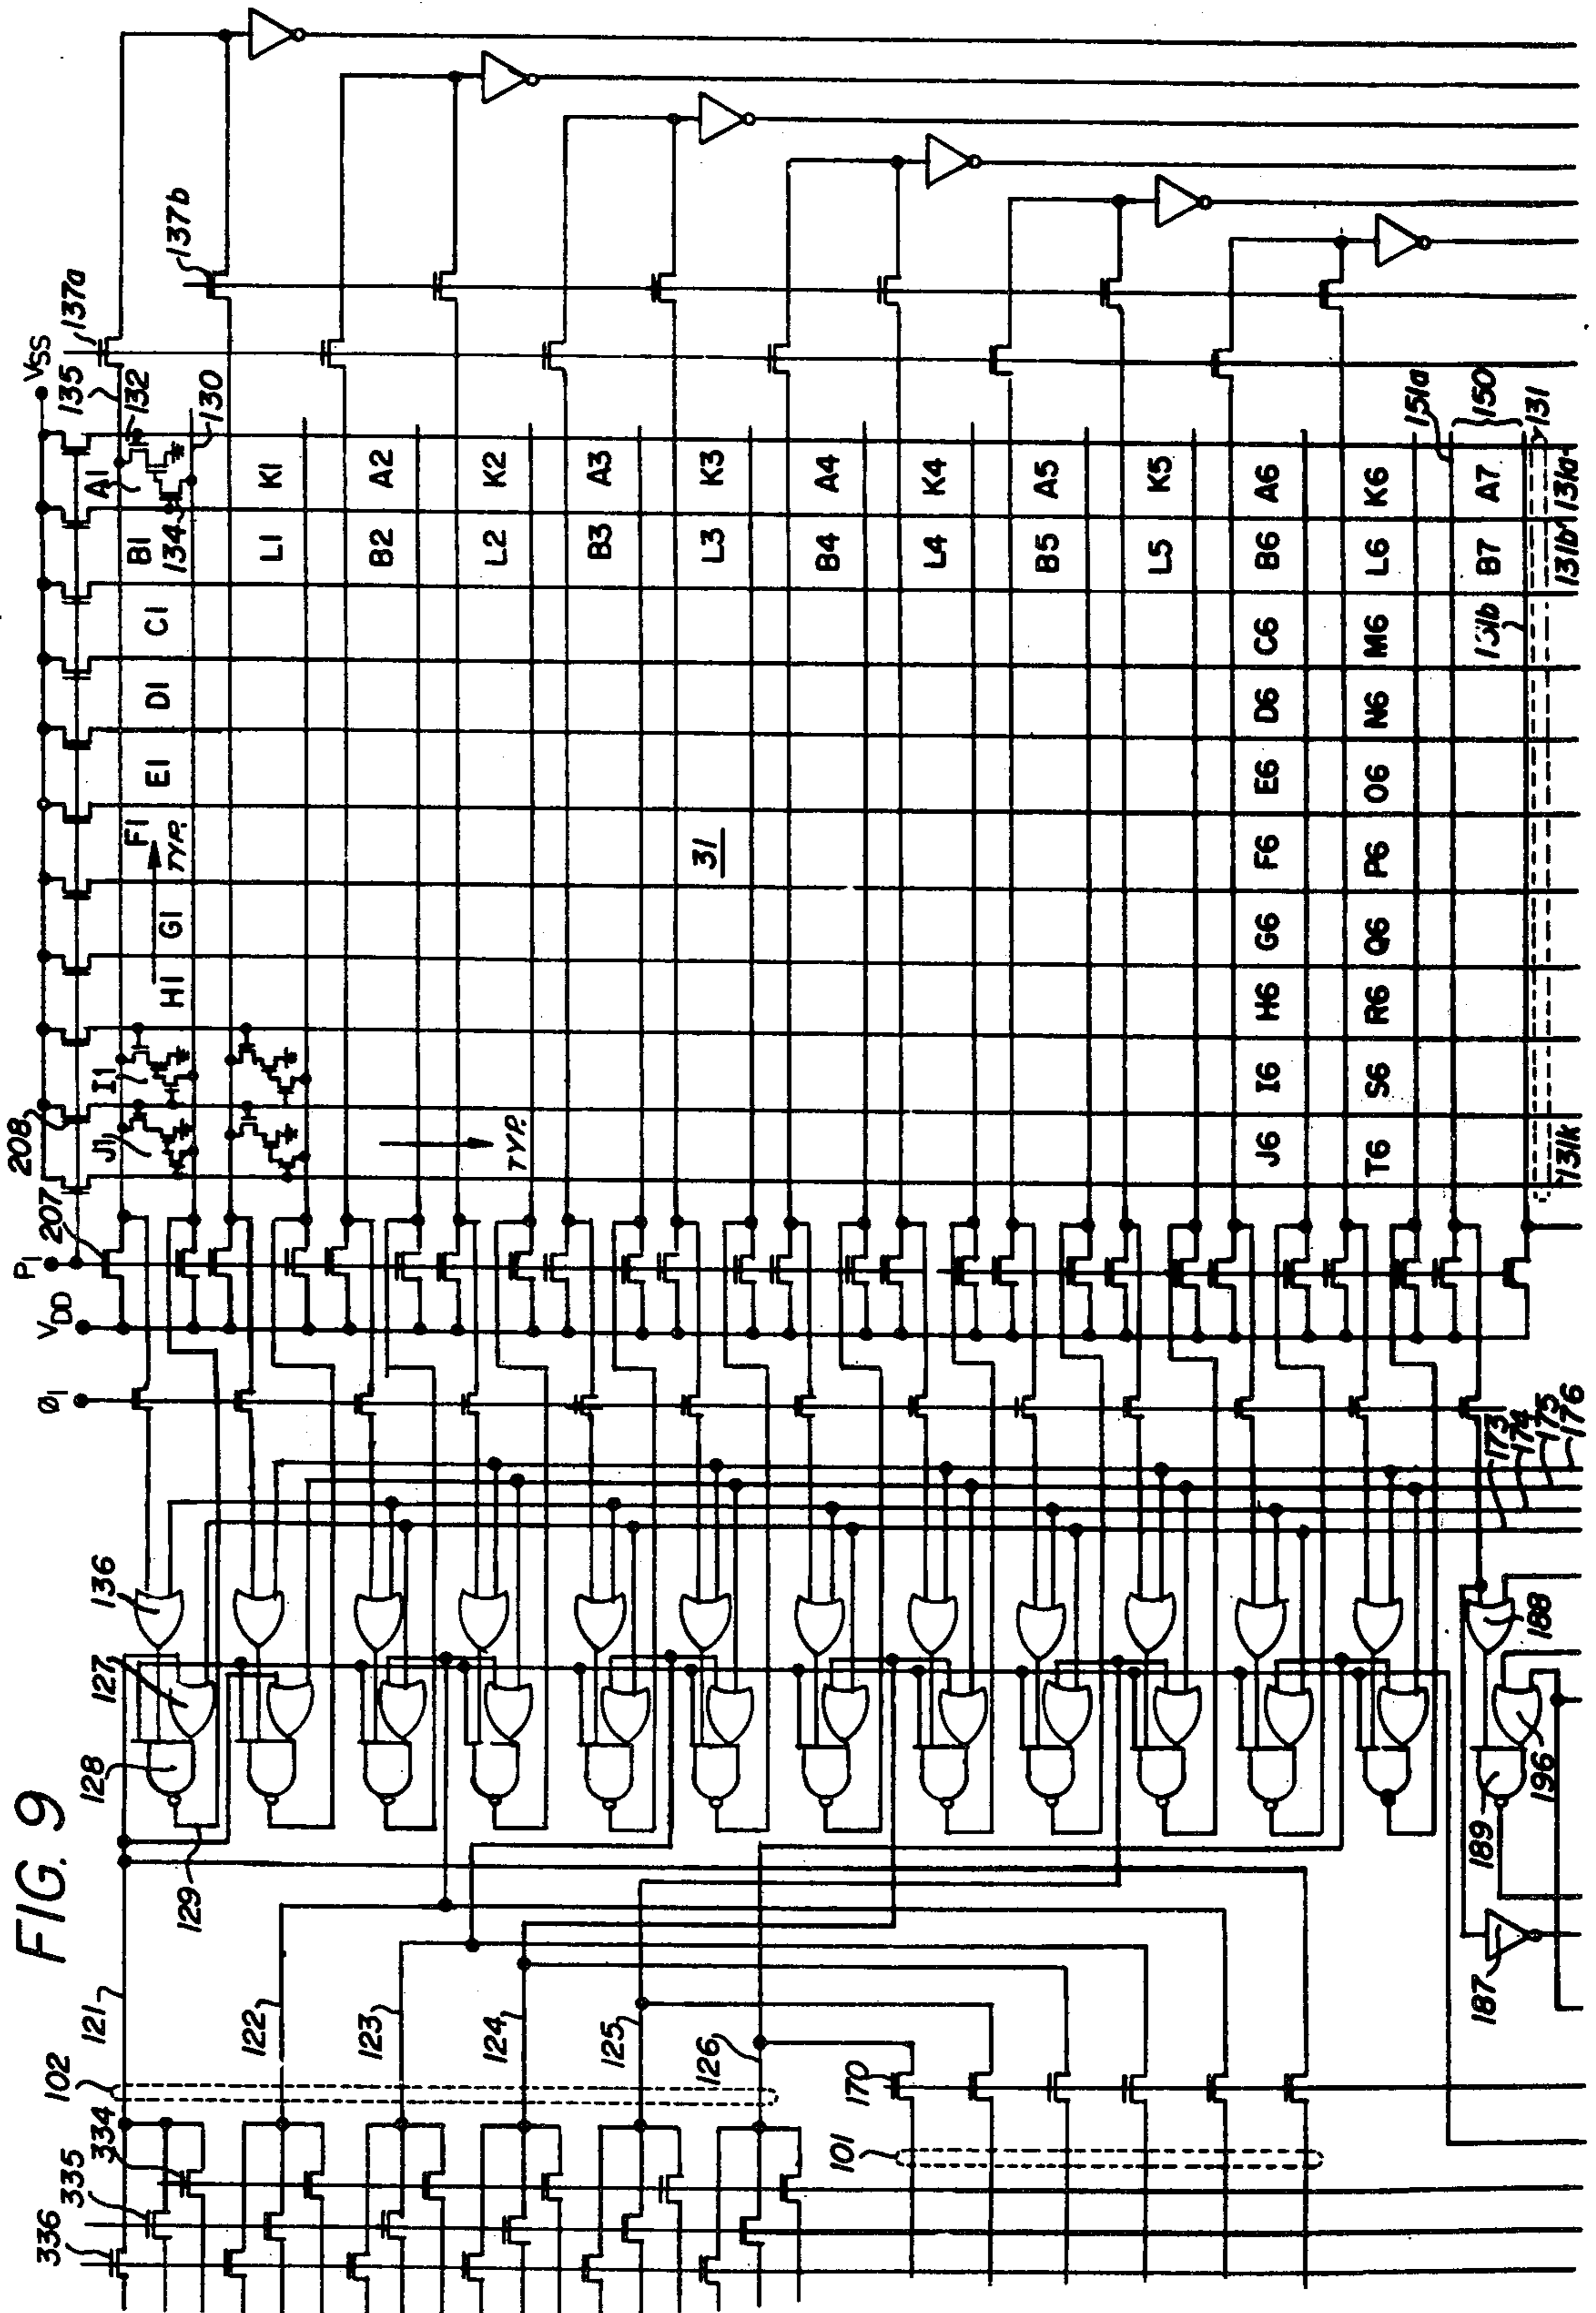 FIG. 9
VSS
137a
135
132
130
137b
A1
134
B1
C1
D1
E1
F1
TYP.
G1
H1
I1
J1
208
207
P1
VDD
Ø1
K1
L1
A2
B2
K2
L2
A3
B3
K3
L3
A4
B4
K4
L4
A5
B5
K5
L5
31
TYP.
A6
B6
C6
D6
E6
F6
G6
H6
I6
J6
K6
L6
M6
N6
O6
P6
Q6
R6
S6
T6
151a
150
A7
B7
131
131a
131b
131b
131k
136
127
128
129
173
174
175
176
188
196
189
187
121
122
123
124
125
126
102
334
335
336
170
101